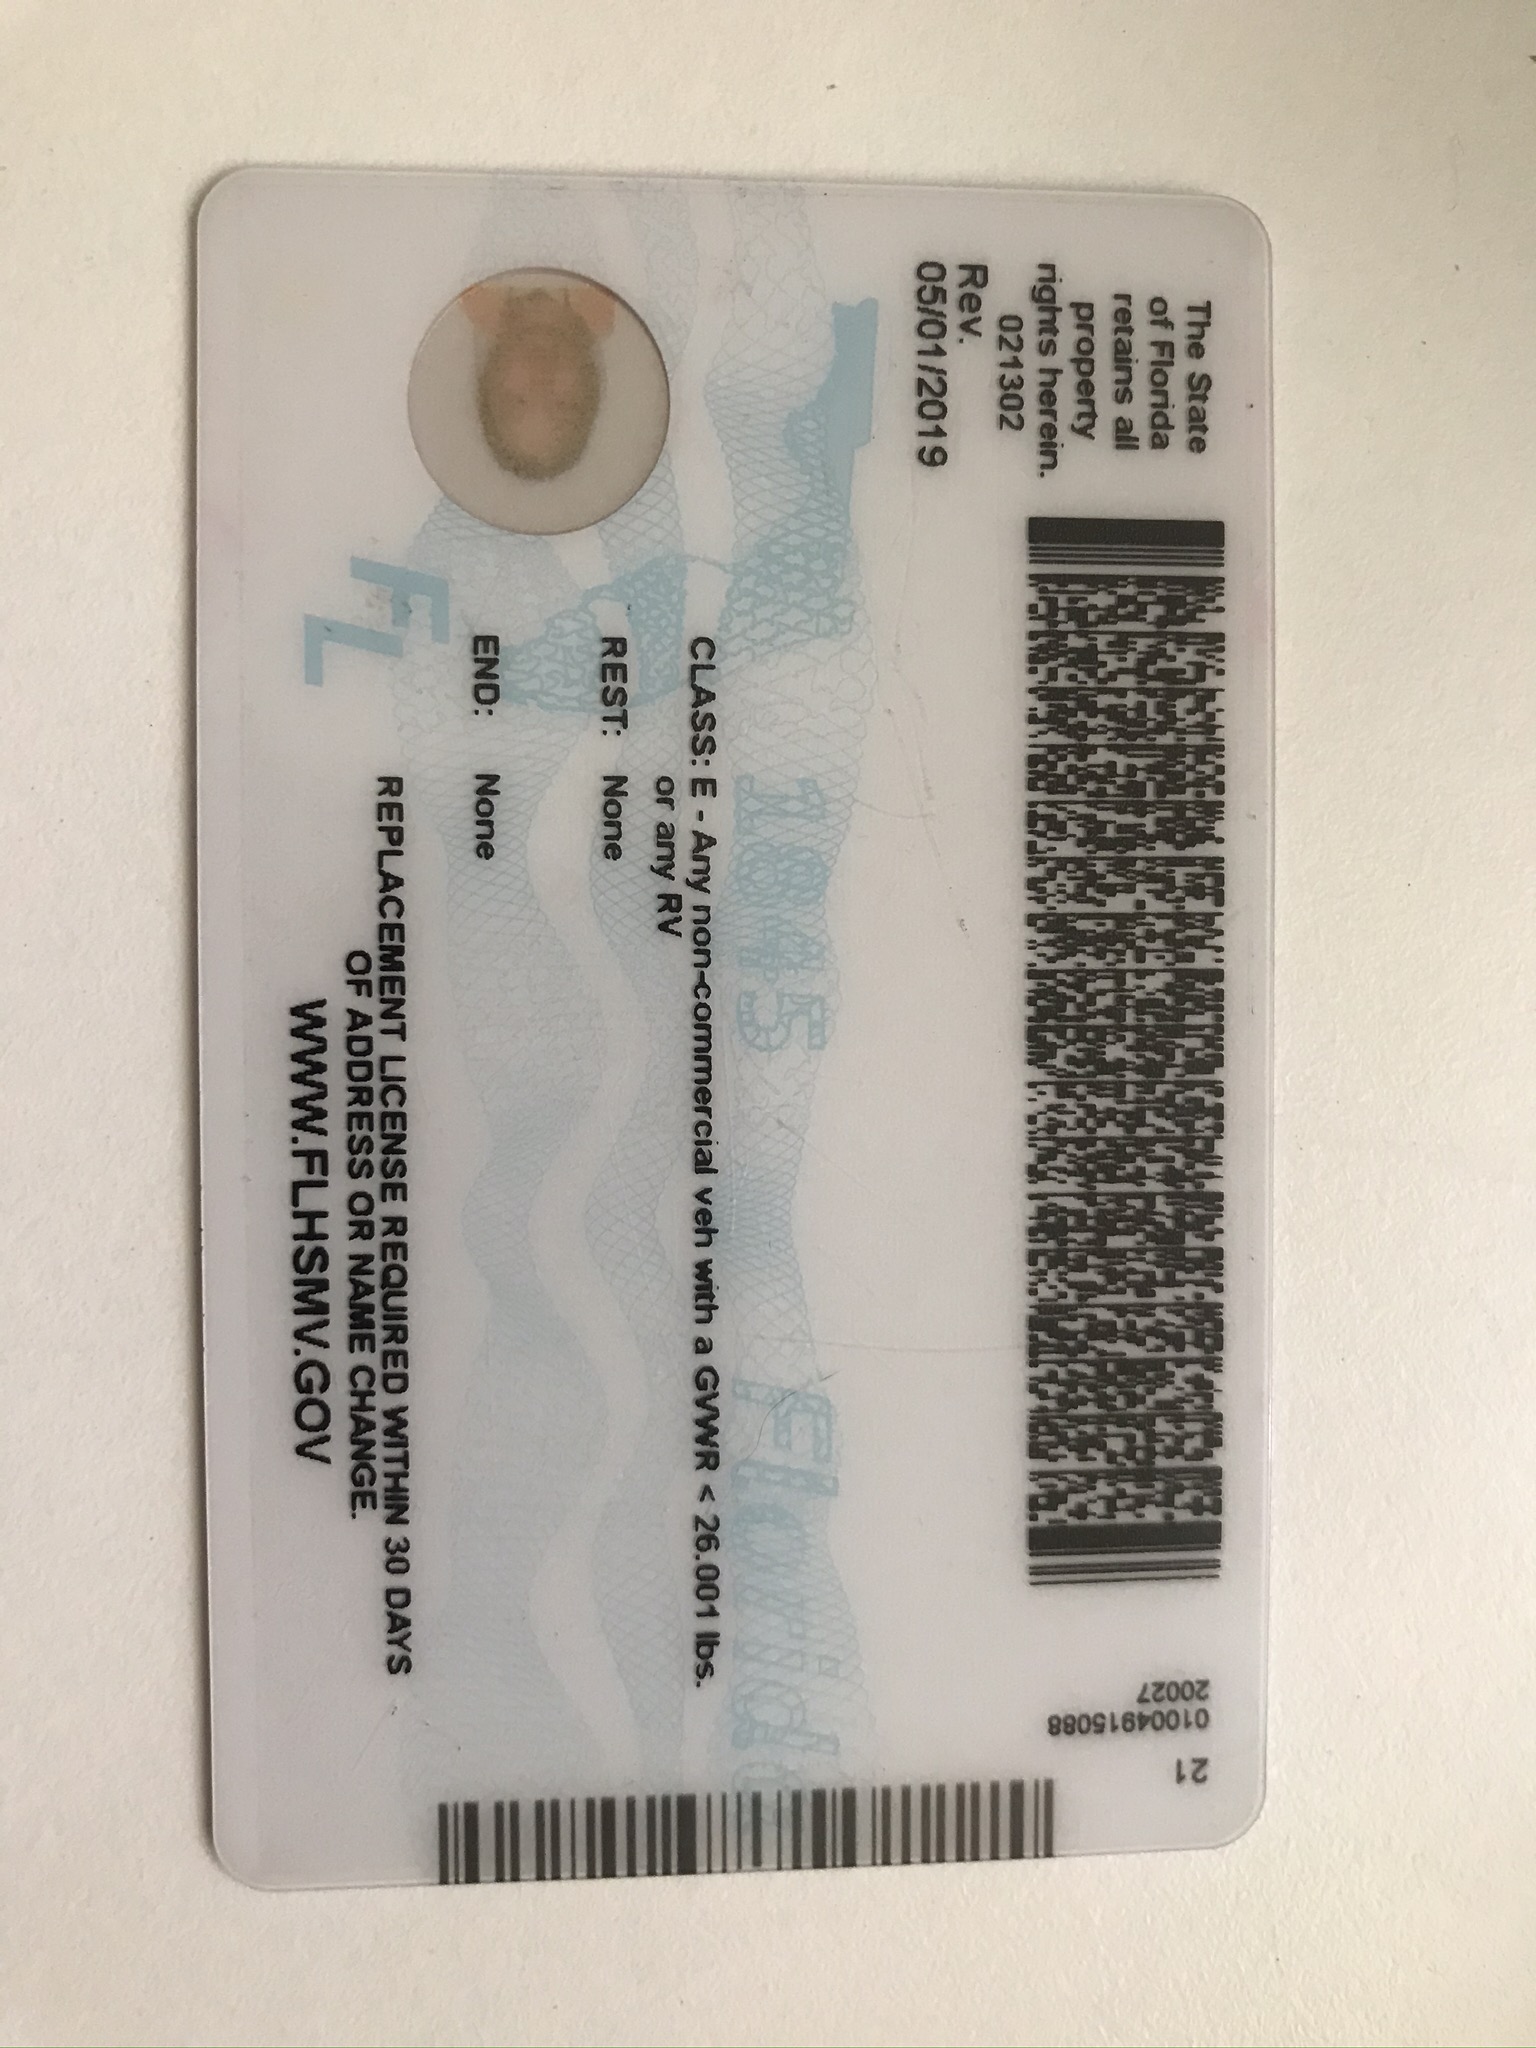 The State
of Florida
retains all
property
rights herein.
021302
Rev.
05/01/2019
20027
01004915088
21
1845
Florida
CLASS: E - Any non-commercial veh with a GVWR < 26.001 lbs.
or any RV
REST: None
END: None
FL
REPLACEMENT LICENSE REQUIRED WITHIN 30 DAYS
OF ADDRESS OR NAME CHANGE.
WWW.FLHSMV.GOV